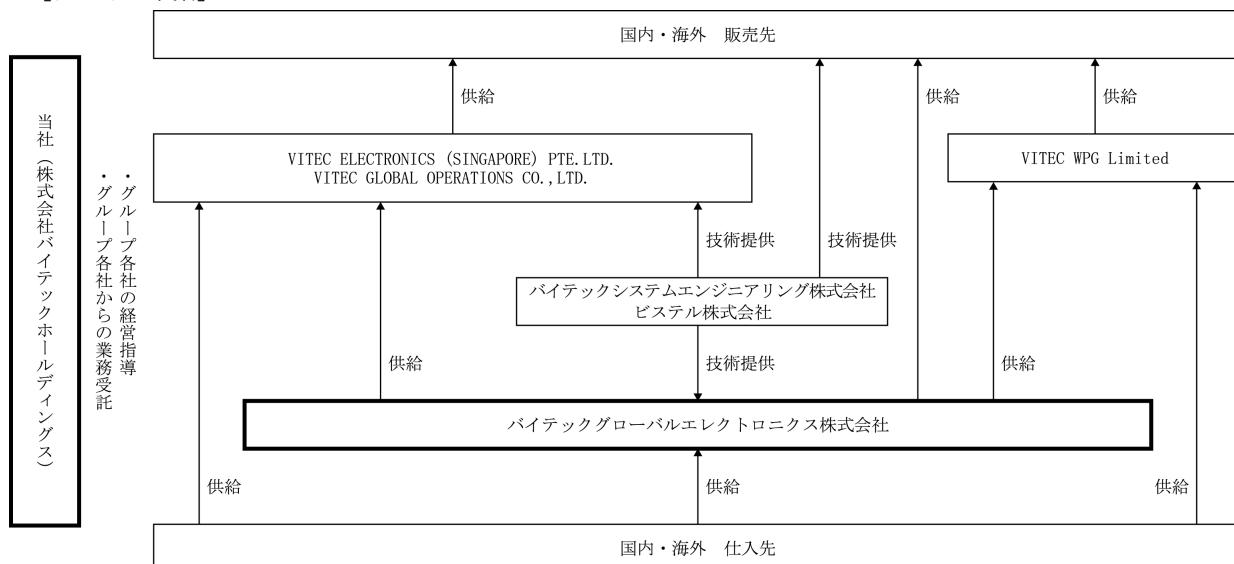 国内・海外　販売先
供給
供給
供給
VITEC ELECTRONICS (SINGAPORE) PTE.LTD.
VITEC GLOBAL OPERATIONS CO.,LTD.
VITEC WPG Limited
当社（株式会社バイテックホールディングス）
・グループ各社の経営指導
・グループ各社からの業務受託
技術提供
技術提供
バイテックシステムエンジニアリング株式会社
ビステル株式会社
供給
技術提供
供給
バイテックグローバルエレクトロニクス株式会社
供給
供給
供給
国内・海外　仕入先